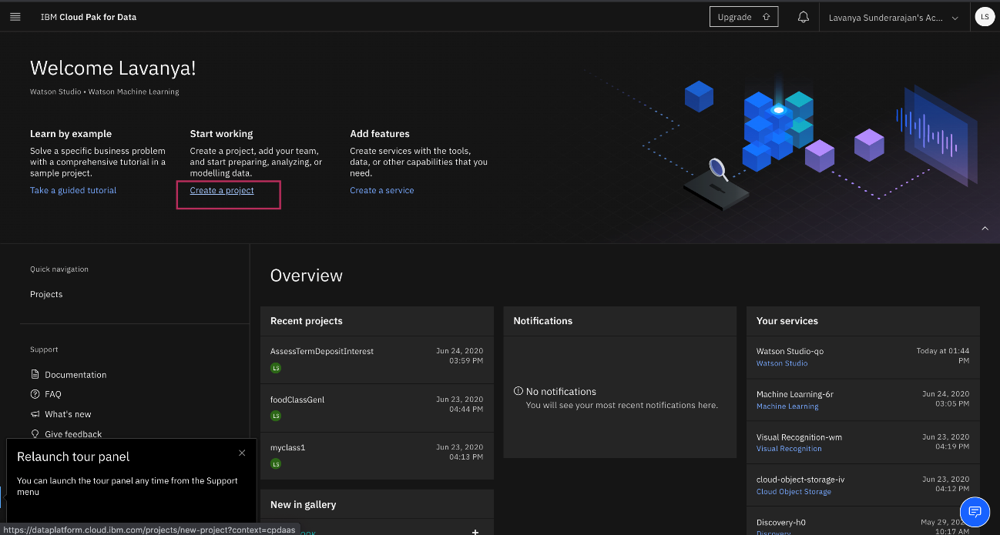 IBM Cloud Pak for Data
Upgrade
Lavanya Sunderarajan's Ac...
LS
Welcome Lavanya!
Watson Studio • Watson Machine Learning
Learn by example
Solve a specific business problem
with a comprehensive tutorial in a
sample project.
Take a guided tutorial
Start working
Create a project, add your team,
and start preparing, analyzing, or
modelling data.
Create a project
Add features
Create services with the tools,
data, or other capabilities that you
need.
Create a service
Quick navigation
Projects
Support
Documentation
FAQ
What's new
Give feedback
Relaunch tour panel
You can launch the tour panel any time from the Support
menu
https://dataplatform.cloud.ibm.com/projects/new-project?context=cpdaas
Overview
Recent projects
AssessTermDepositInterest
Jun 24, 2020
03:59 PM
LS
foodClassGenl
Jun 23, 2020
04:44 PM
LS
myclass1
Jun 23, 2020
04:13 PM
LS
New in gallery
Notifications
No notifications
You will see your most recent notifications here.
Your services
Watson Studio-qo
Watson Studio
Today at 01:44
PM
Machine Learning-6r
Machine Learning
Jun 24, 2020
03:05 PM
Visual Recognition-wm
Visual Recognition
Jun 23, 2020
04:19 PM
cloud-object-storage-iv
Cloud Object Storage
Jun 23, 2020
04:12 PM
Discovery-h0
Discovery
10:17 AM